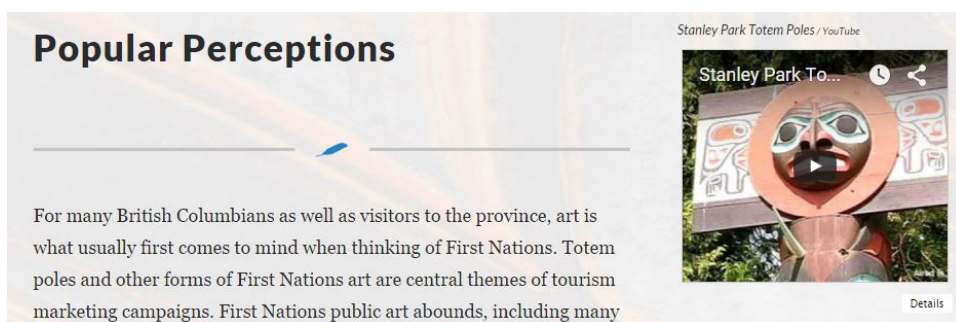 Popular Perceptions
For many British Columbians as well as visitors to the province, art is
what usually first comes to mind when thinking of First Nations. Totem
poles and other forms of First Nations art are central themes of tourism
marketing campaigns. First Nations public art abounds, including many
Stanley Park Totem Poles / YouTube
Stanley Park To...
Details